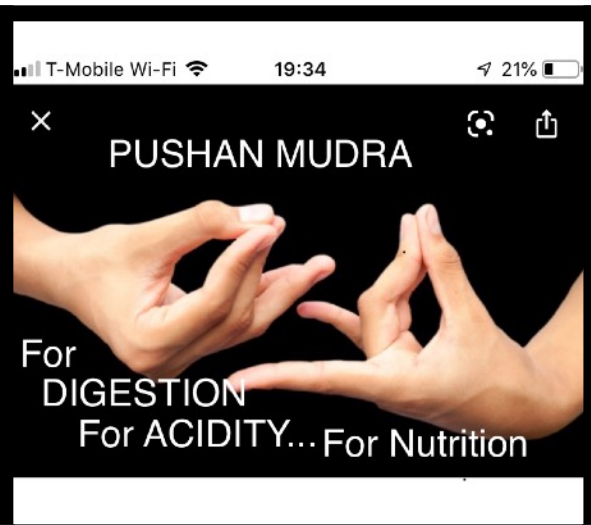 T-Mobile Wi-Fi 19:34 21%
PUSHAN MUDRA
For
DIGESTION
For ACIDITY...For Nutrition